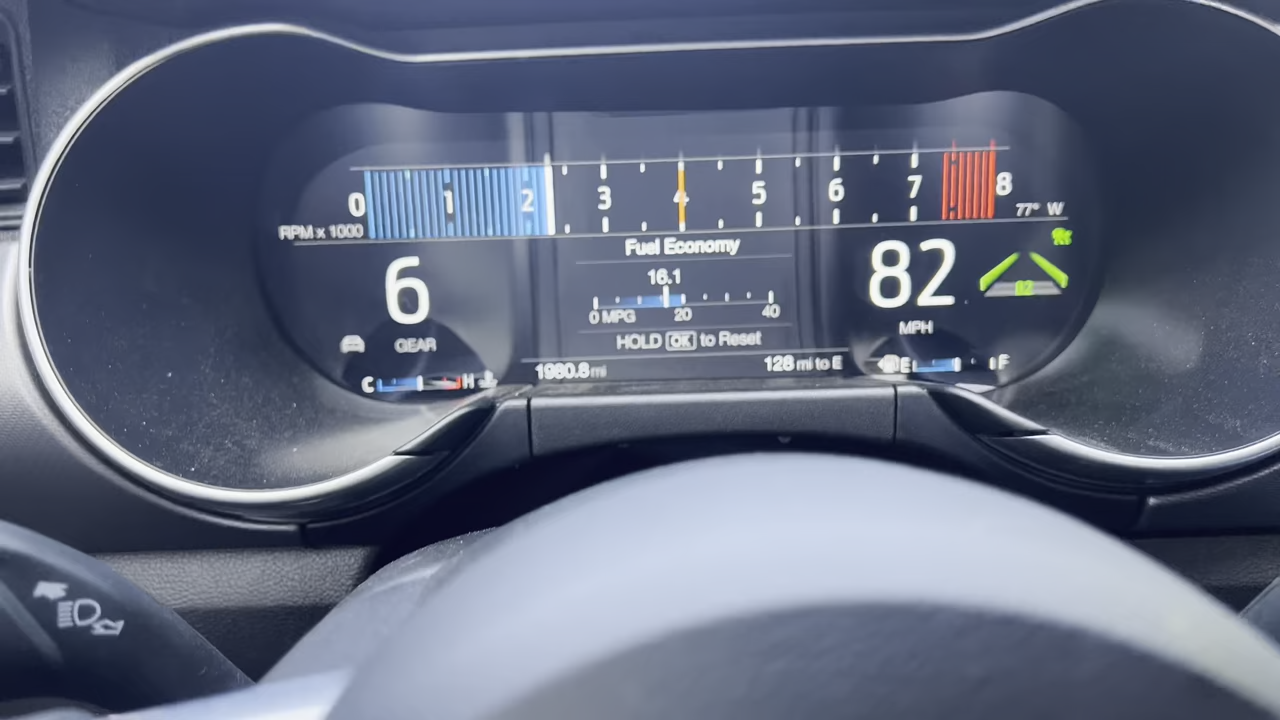 0 1 2 3 4 5 6 7 8
RPM x 1000
77° W
Fuel Economy
6
16.1
82
82
0 MPG 20 40
MPH
GEAR
HOLD OK to Reset
C H
1980.8 mi
128 mi to E
E F